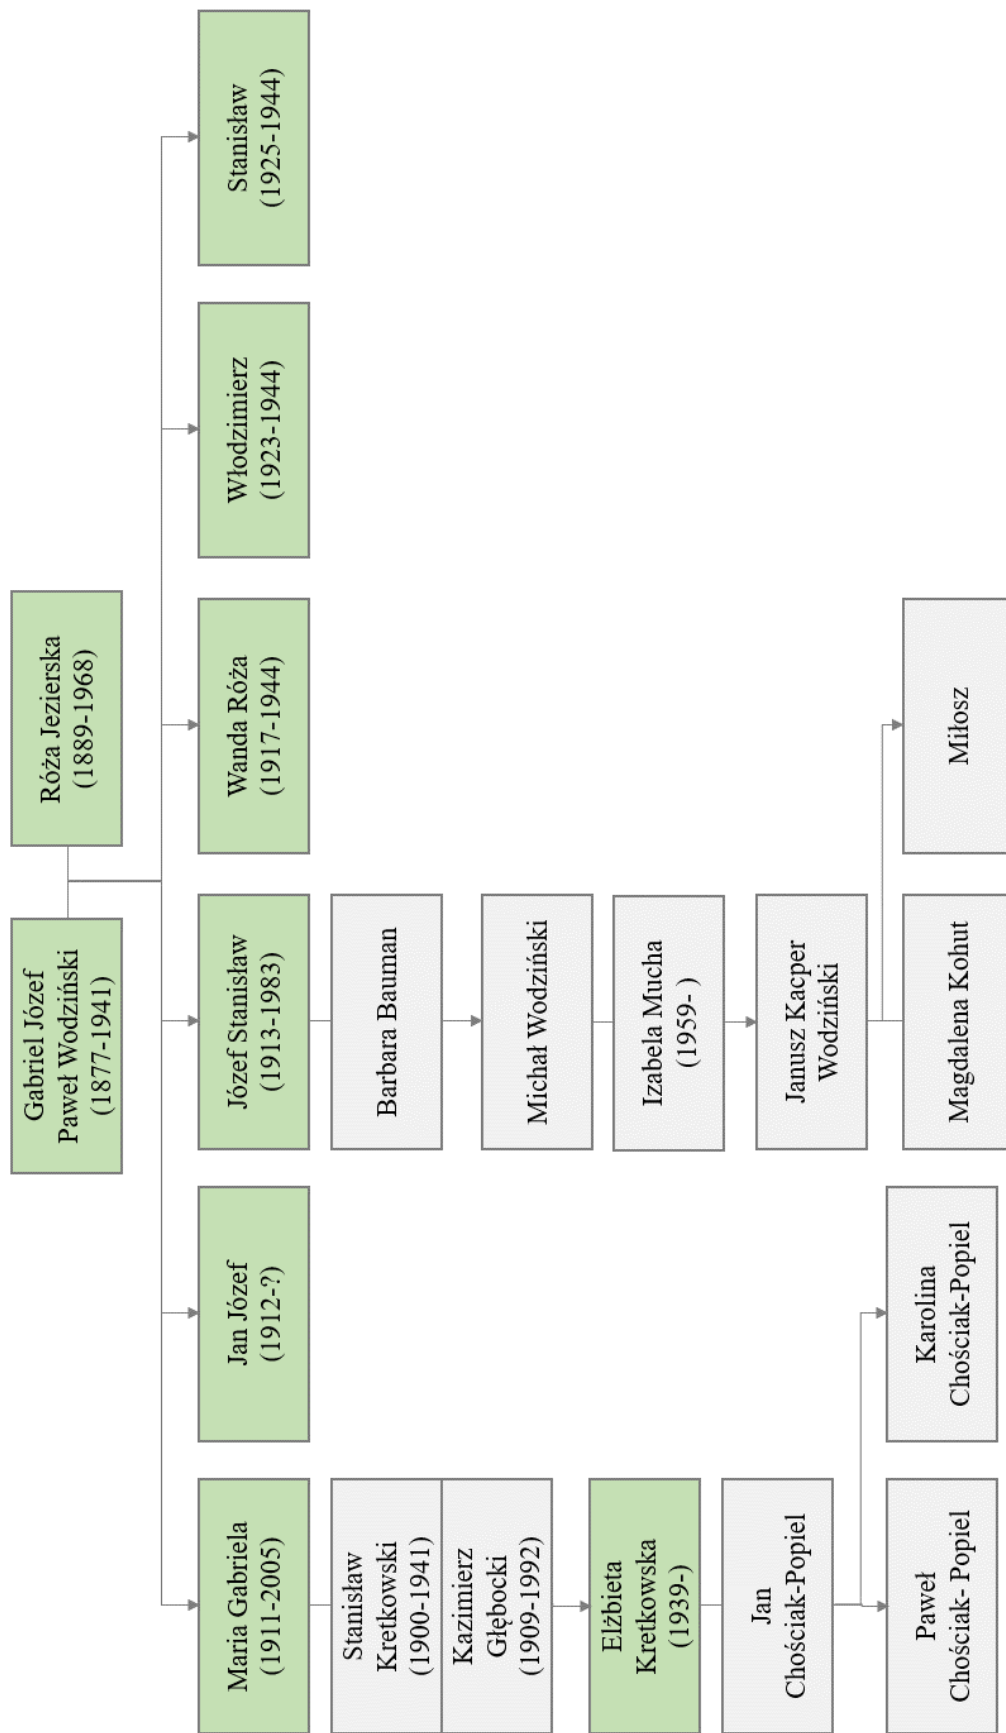 Gabriel Józef
Paweł Wodziński
(1877-1941)
Róża Jezierska
(1889-1968)
Maria Gabriela
(1911-2005)
Jan Józef
(1912-?)
Józef Stanisław
(1913-1983)
Wanda Róża
(1917-1944)
Włodzimierz
(1923-1944)
Stanisław
(1925-1944)
Stanisław
Kretkowski
(1900-1941)
Kazimierz
Głębocki
(1909-1992)
Barbara Bauman
Michał Wodziński
Elżbieta
Kretkowska
(1939-)
Izabela Mucha
(1959- )
Jan
Chościak-Popiel
Janusz Kacper
Wodziński
Paweł
Chościak- Popiel
Karolina
Chościak-Popiel
Magdalena Kohut
Miłosz